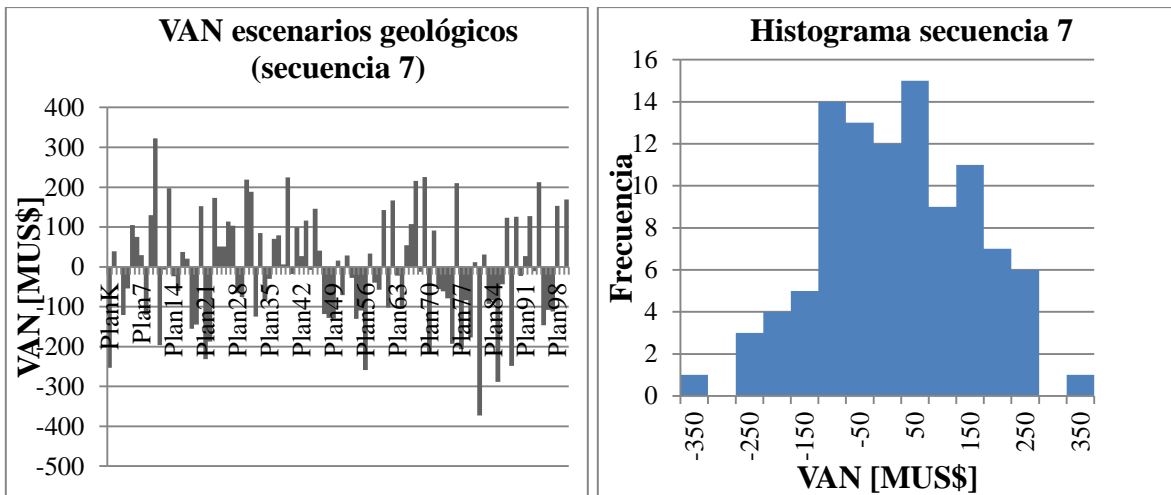 VAN escenarios geológicos
(secuencia 7)
VAN [MUS$]
400
300
200
100
0
-100
-200
-300
-400
-500
PlanK
Plan7
Plan14
Plan21
Plan28
Plan35
Plan42
Plan49
Plan56
Plan63
Plan70
Plan77
Plan84
Plan91
Plan98
Histograma secuencia 7
Frecuencia
16
14
12
10
8
6
4
2
0
-350
-250
-150
-50
50
150
250
350
VAN [MUS$]